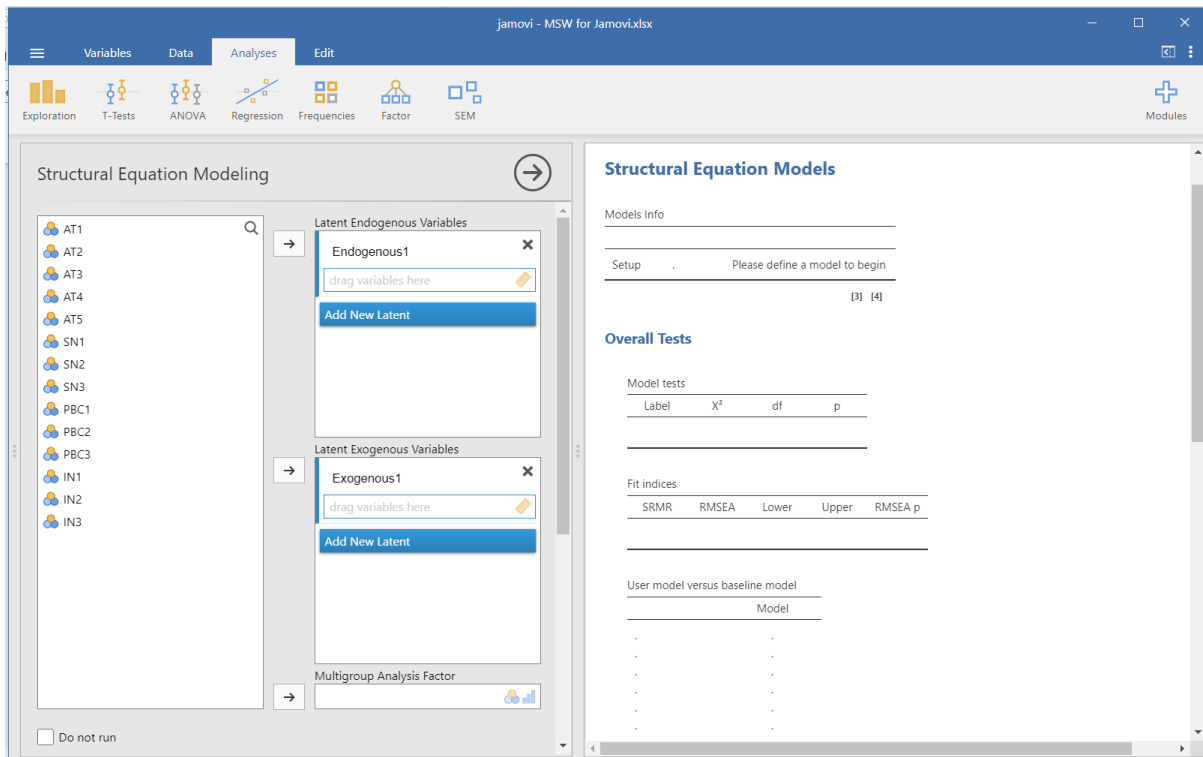 jamovi - MSW for Jamovi.xlsx
Variables Data Analyses Edit
Exploration T-Tests ANOVA Regression Frequencies Factor SEM Modules
Structural Equation Modeling
AT1
AT2
AT3
AT4
AT5
SN1
SN2
SN3
PBC1
PBC2
PBC3
IN1
IN2
IN3
Latent Endogenous Variables
Endogenous1
drag variables here
Add New Latent
Latent Exogenous Variables
Exogenous1
drag variables here
Add New Latent
Multigroup Analysis Factor
Do not run
Structural Equation Models
Models Info
Setup . Please define a model to begin
[3] [4]
Overall Tests
Model tests
Label X² df p
Fit indices
SRMR RMSEA Lower Upper RMSEA p
User model versus baseline model
Model
. .
. .
. .
. .
. .
. .